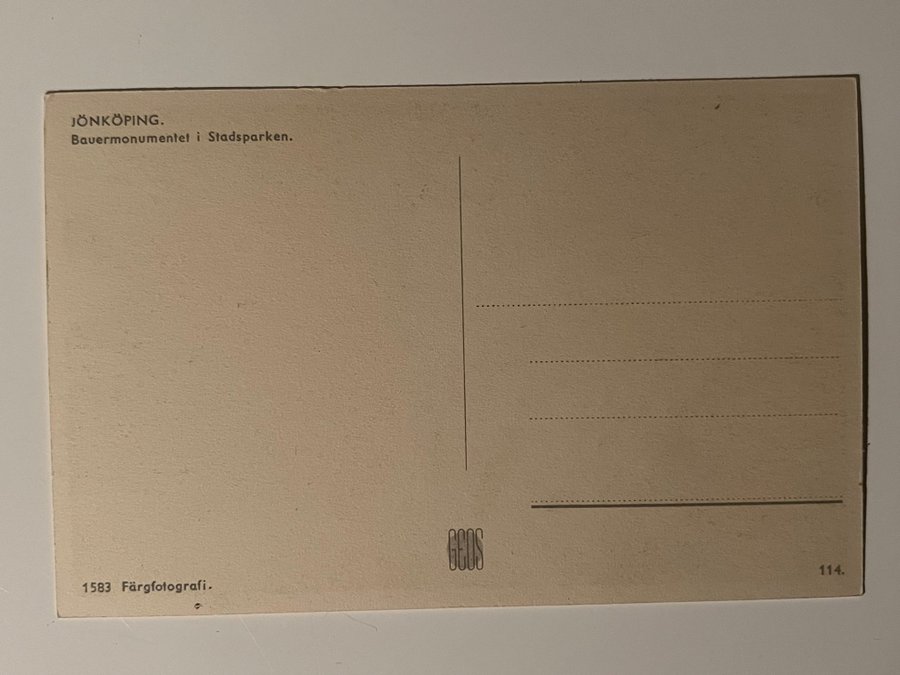 JÖNKÖPING.
Bauermonumentet i Stadsparken.
GEOS
1583 Färgfotografi.
114.